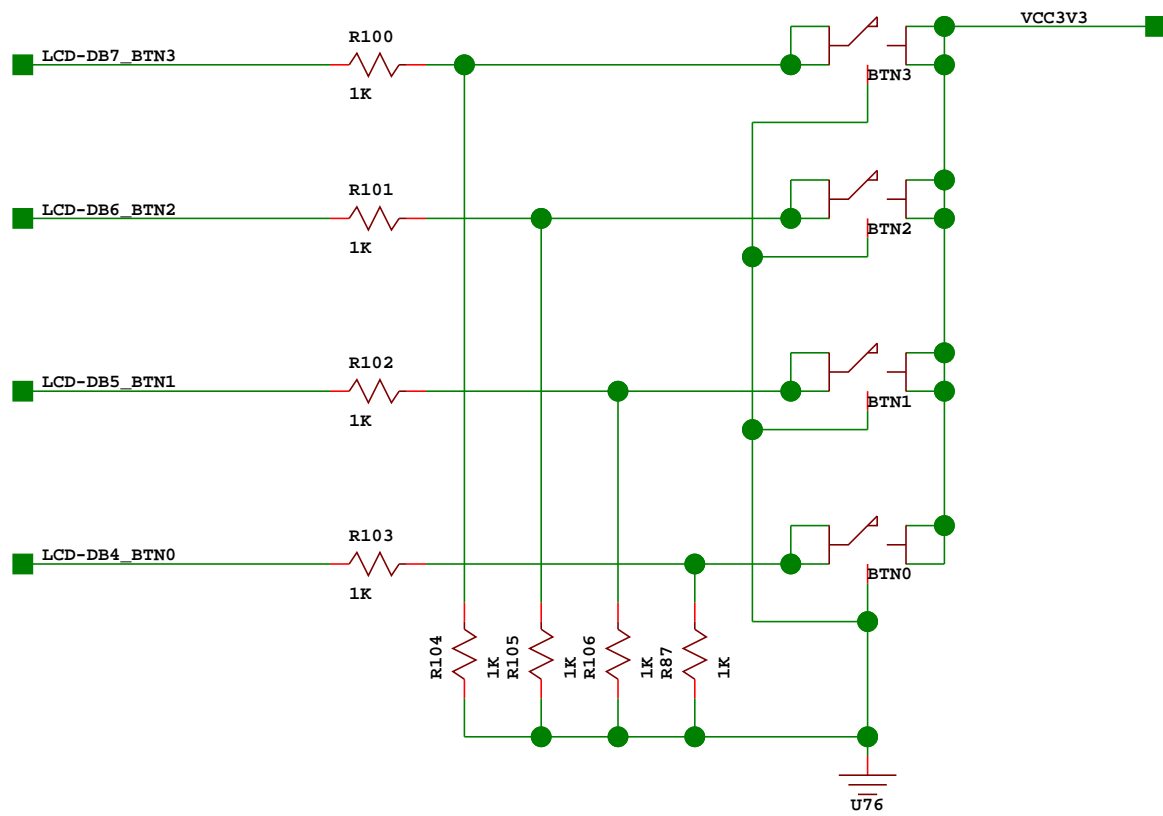 VCC3V3
R100
LCD-DB7_BTN3
BTN3
1K
R101
LCD-DB6_BTN2
BTN2
1K
R102
LCD-DB5_BTN1
BTN1
1K
R103
LCD-DB4_BTN0
BTN0
1K
R104
1K
R105
1K
R106
1K
R87
1K
U76